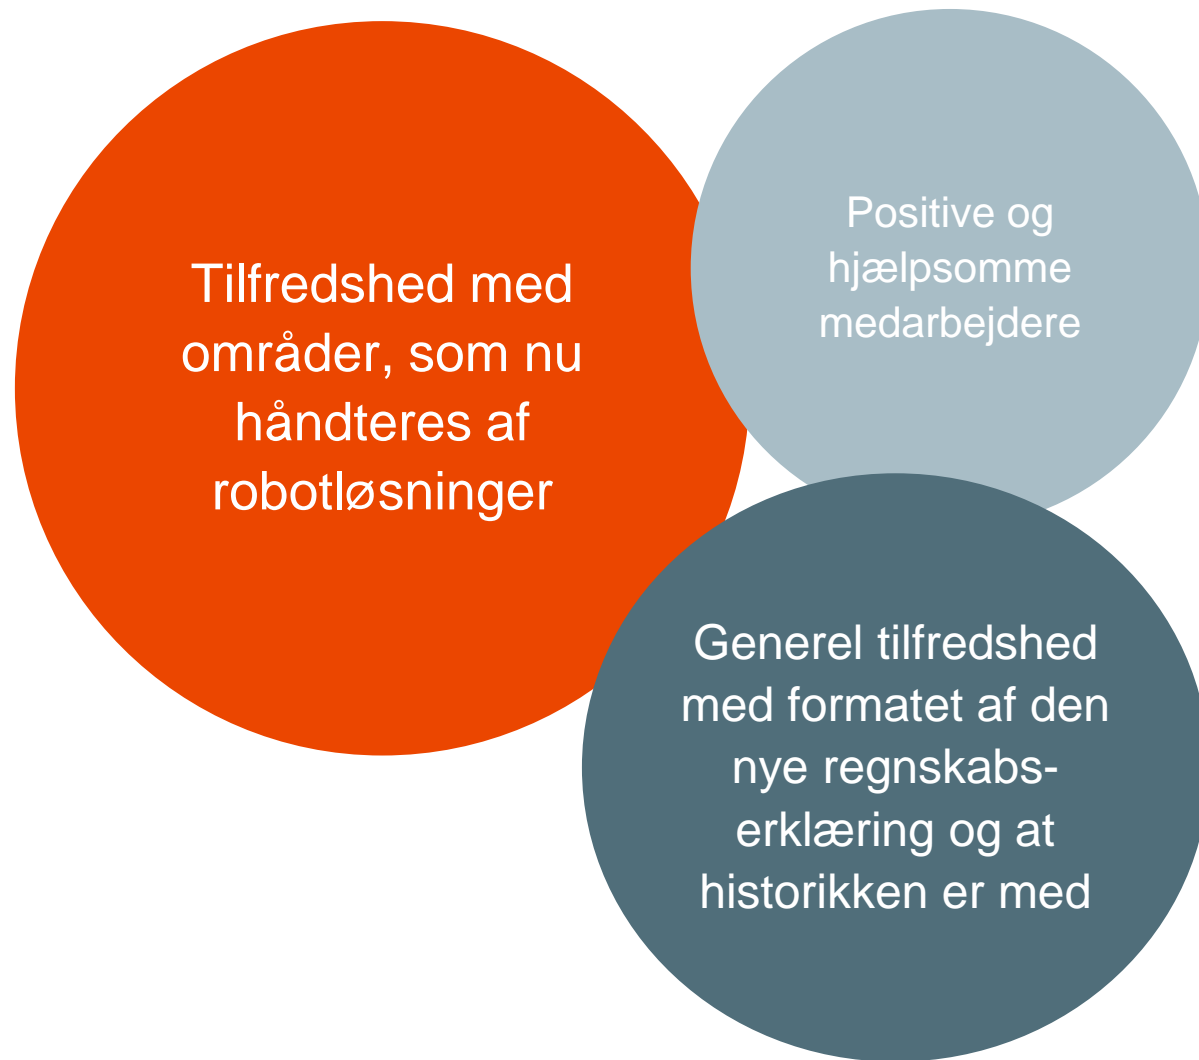 Tilfredshed med
områder, som nu
håndteres af
robotløsninger
Positive og
hjælpsomme
medarbejdere
Generel tilfredshed
med formatet af den
nye regnskabs-
erklæring og at
historikken er med